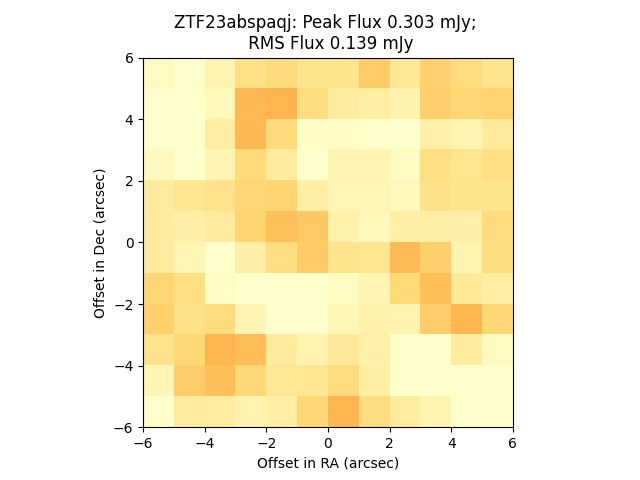 ZTF23abspaqj: Peak Flux 0.303 mJy;
RMS Flux 0.139 mJy
6
4
2
0
−2
−4
−6
Offset in Dec (arcsec)
−6 −4 −2 0 2 4 6
Offset in RA (arcsec)